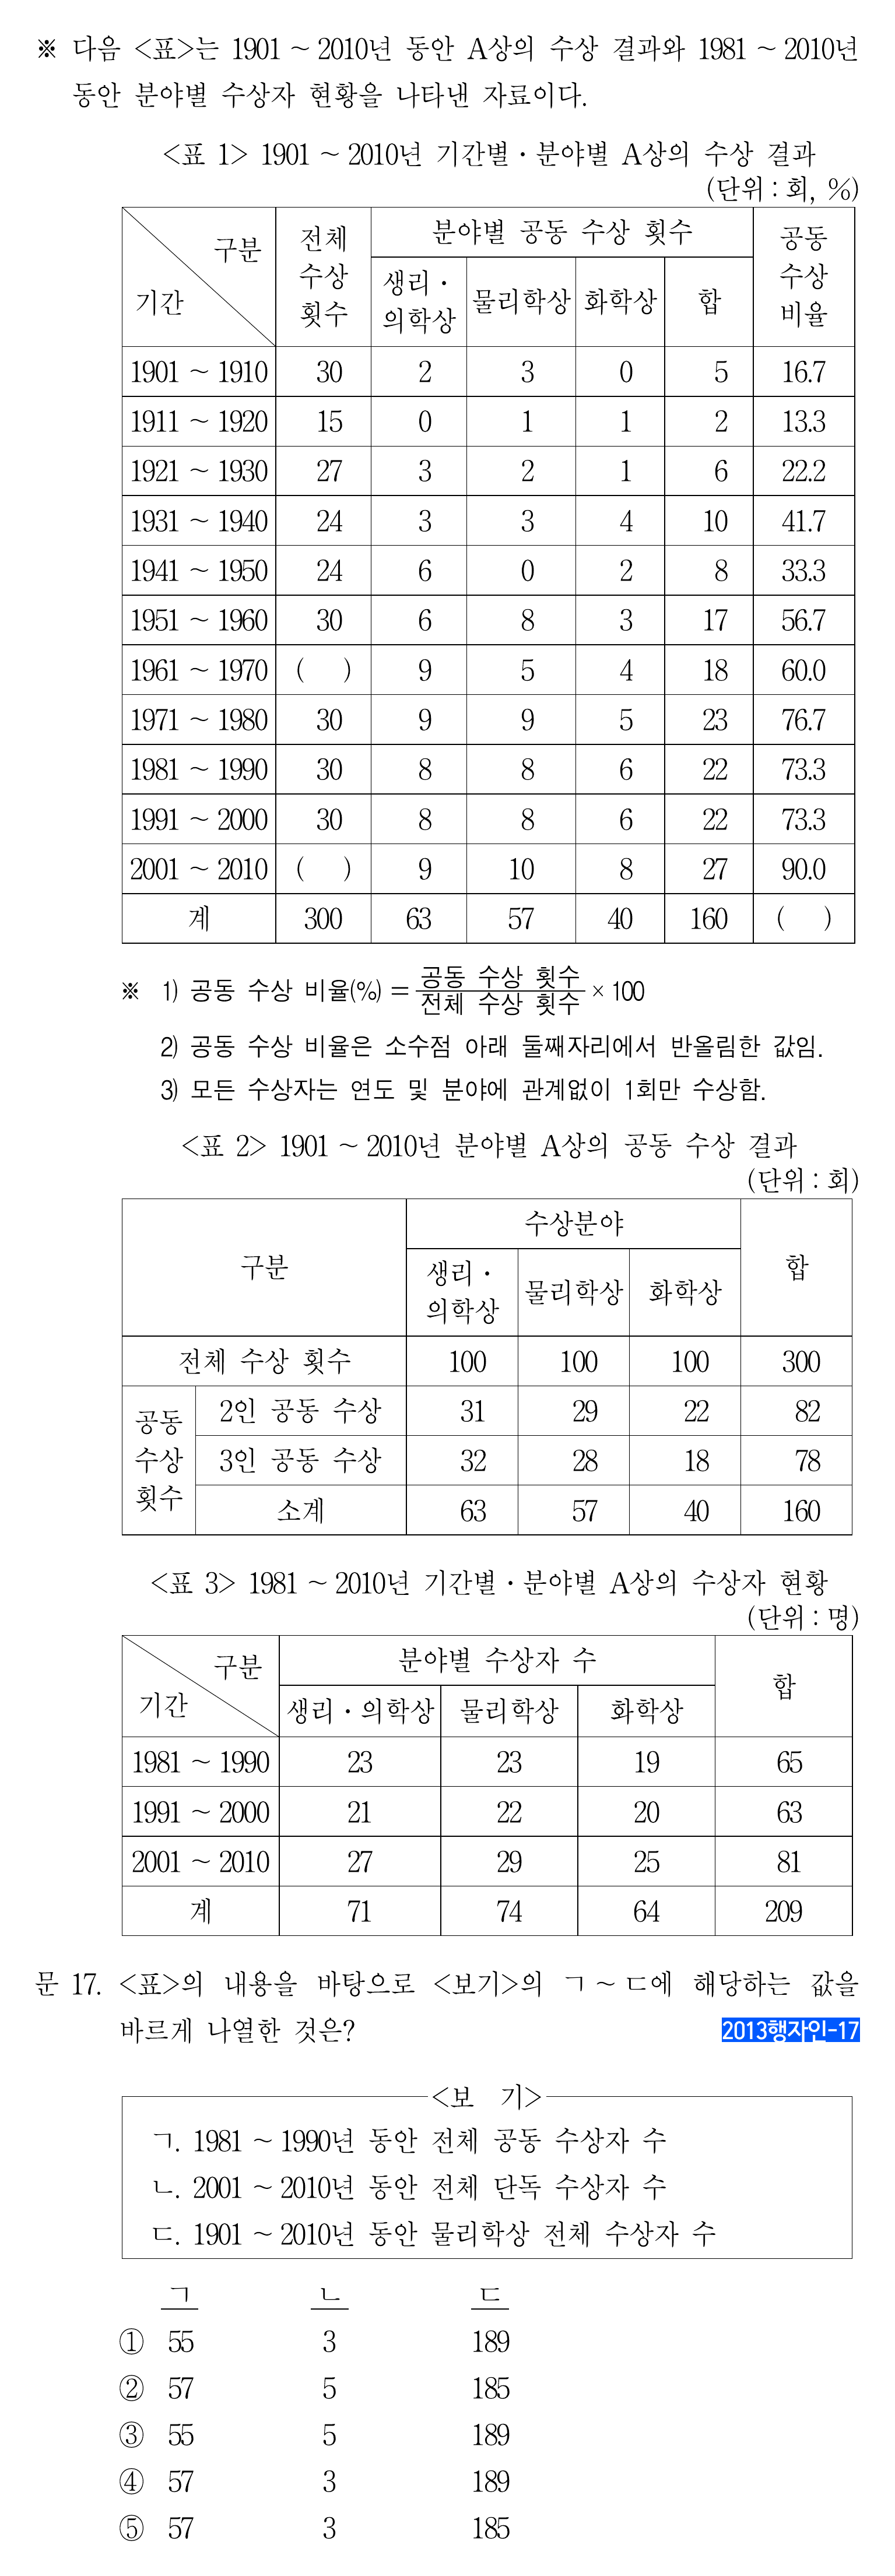 ※ 다음 <표>는 1901 ~ 2010년 동안 A상의 수상 결과와 1981 ~ 2010년
동안 분야별 수상자 현황을 나타낸 자료이다.
<표 1> 1901 ~ 2010년 기간별 · 분야별 A상의 수상 결과
(단위 : 회, %)
구분 기간 전체 수상 횟수 분야별 공동 수상 횟수 공동 수상 비율
생리 · 의학상 물리학상 화학상 합
1901 ~ 1910 30 2 3 0 5 16.7
1911 ~ 1920 15 0 1 1 2 13.3
1921 ~ 1930 27 3 2 1 6 22.2
1931 ~ 1940 24 3 3 4 10 41.7
1941 ~ 1950 24 6 0 2 8 33.3
1951 ~ 1960 30 6 8 3 17 56.7
1961 ~ 1970 ( ) 9 5 4 18 60.0
1971 ~ 1980 30 9 9 5 23 76.7
1981 ~ 1990 30 8 8 6 22 73.3
1991 ~ 2000 30 8 8 6 22 73.3
2001 ~ 2010 ( ) 9 10 8 27 90.0
계 300 63 57 40 160 ( )
※ 1) 공동 수상 비율(%) = 공동 수상 횟수 / 전체 수상 횟수 × 100
2) 공동 수상 비율은 소수점 아래 둘째자리에서 반올림한 값임.
3) 모든 수상자는 연도 및 분야에 관계없이 1회만 수상함.
<표 2> 1901 ~ 2010년 분야별 A상의 공동 수상 결과
(단위 : 회)
구분 수상분야 합
생리 · 의학상 물리학상 화학상
전체 수상 횟수 100 100 100 300
공동 수상 횟수 2인 공동 수상 31 29 22 82
3인 공동 수상 32 28 18 78
소계 63 57 40 160
<표 3> 1981 ~ 2010년 기간별 · 분야별 A상의 수상자 현황
(단위 : 명)
구분 기간 분야별 수상자 수 합
생리 · 의학상 물리학상 화학상
1981 ~ 1990 23 23 19 65
1991 ~ 2000 21 22 20 63
2001 ~ 2010 27 29 25 81
계 71 74 64 209
문 17. <표>의 내용을 바탕으로 <보기>의 ㄱ ~ ㄷ에 해당하는 값을
바르게 나열한 것은? 2013행자인-17
<보 기>
ㄱ. 1981 ~ 1990년 동안 전체 공동 수상자 수
ㄴ. 2001 ~ 2010년 동안 전체 단독 수상자 수
ㄷ. 1901 ~ 2010년 동안 물리학상 전체 수상자 수
ㄱ ㄴ ㄷ
① 55 3 189
② 57 5 185
③ 55 5 189
④ 57 3 189
⑤ 57 3 185